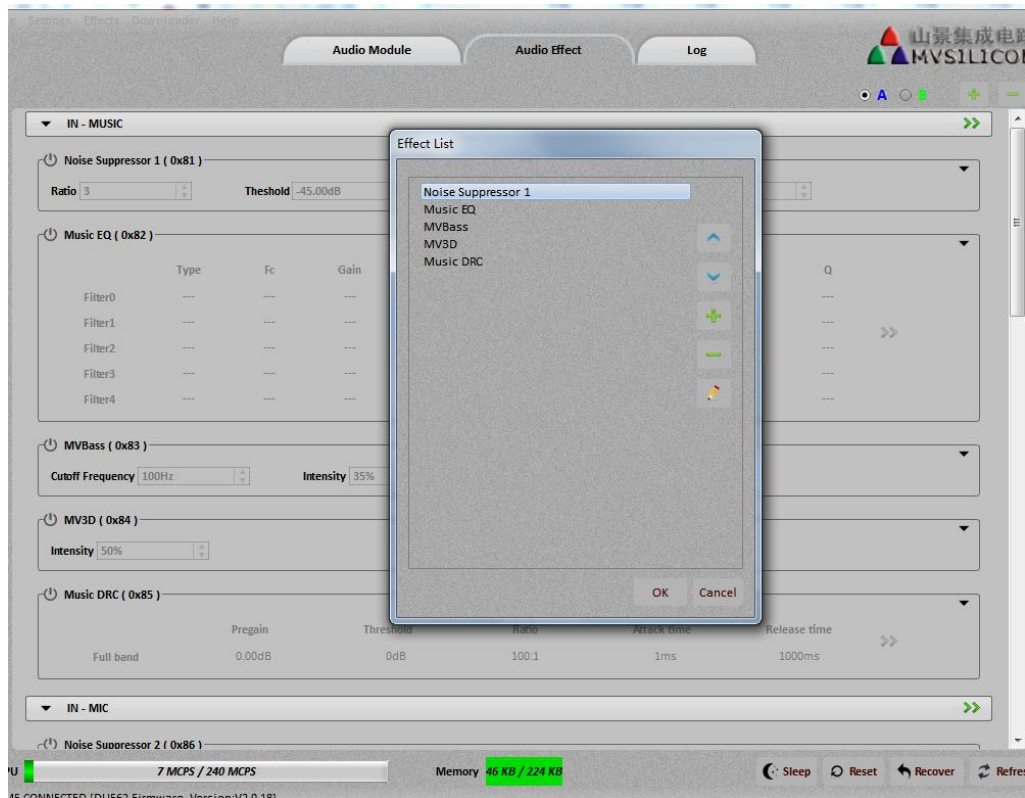 Settings Effects Downloader Help
Audio Module
Audio Effect
Log
山景集成电路
MVSILICON
A B
IN - MUSIC
Noise Suppressor 1 ( 0x81 )
Ratio 3
Theshold -45.00dB
Music EQ ( 0x82 )
Type Fc Gain Q
Filter0 --- --- --- ---
Filter1 --- --- --- ---
Filter2 --- --- --- ---
Filter3 --- --- --- ---
Filter4 --- --- --- ---
MVBass ( 0x83 )
Cutoff Frequency 100Hz
Intensity 35%
MV3D ( 0x84 )
Intensity 50%
Music DRC ( 0x85 )
Pregain Threshold Ratio Attack time Release time
Full band 0.00dB 0dB 100:1 1ms 1000ms
Effect List
Noise Suppressor 1
Music EQ
MVBass
MV3D
Music DRC
OK Cancel
IN - MIC
Noise Suppressor 2 ( 0x86 )
7 MCPS / 240 MCPS
Memory 46 KB / 224 KB
Sleep Reset Recover Refres